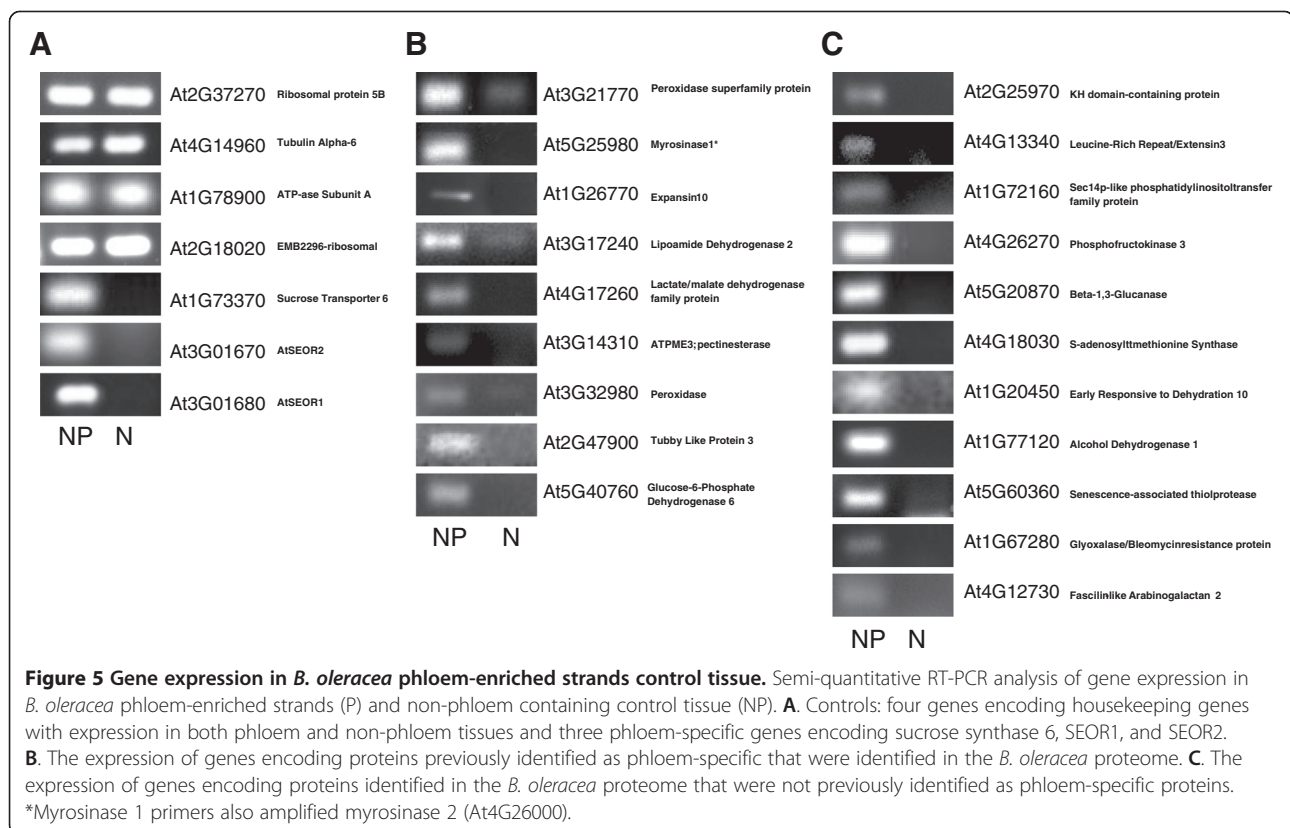 A
At2G37270 Ribosomal protein 5B
At4G14960 Tubulin Alpha-6
At1G78900 ATP-ase Subunit A
At2G18020 EMB2296-ribosomal
At1G73370 Sucrose Transporter 6
At3G01670 AtSEOR2
At3G01680 AtSEOR1
NP N
B
At3G21770 Peroxidase superfamily protein
At5G25980 Myrosinase1*
At1G26770 Expansin10
At3G17240 Lipoamide Dehydrogenase 2
At4G17260 Lactate/malate dehydrogenase
family protein
At3G14310 ATPME3;pectinesterase
At3G32980 Peroxidase
At2G47900 Tubby Like Protein 3
At5G40760 Glucose-6-Phosphate
Dehydrogenase 6
NP N
C
At2G25970 KH domain-containing protein
At4G13340 Leucine-Rich Repeat/Extensin3
At1G72160 Sec14p-like phosphatidylinositoltransfer
family protein
At4G26270 Phosphofructokinase 3
At5G20870 Beta-1,3-Glucanase
At4G18030 S-adenosylttmethionine Synthase
At1G20450 Early Responsive to Dehydration 10
At1G77120 Alcohol Dehydrogenase 1
At5G60360 Senescence-associated thiolprotease
At1G67280 Glyoxalase/Bleomycinresistance protein
At4G12730 Fascilin-like Arabinogalactan 2
NP N
Figure 5 Gene expression in B. oleracea phloem-enriched strands control tissue. Semi-quantitative RT-PCR analysis of gene expression in
B. oleracea phloem-enriched strands (P) and non-phloem containing control tissue (NP). A. Controls: four genes encoding housekeeping genes
with expression in both phloem and non-phloem tissues and three phloem-specific genes encoding sucrose synthase 6, SEOR1, and SEOR2.
B. The expression of genes encoding proteins previously identified as phloem-specific that were identified in the B. oleracea proteome. C. The
expression of genes encoding proteins identified in the B. oleracea proteome that were not previously identified as phloem-specific proteins.
*Myrosinase 1 primers also amplified myrosinase 2 (At4G26000).